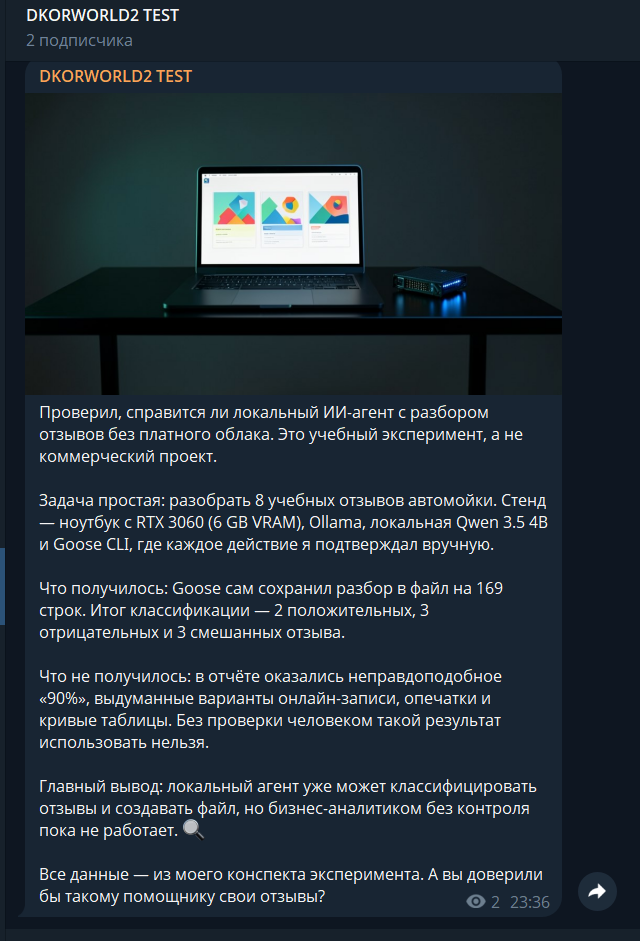 DKORWORLD2 TEST
2 подписчика
DKORWORLD2 TEST
Проверил, справится ли локальный ИИ-агент с разбором
отзывов без платного облака. Это учебный эксперимент, а не
коммерческий проект.
Задача простая: разобрать 8 учебных отзывов автомойки. Стенд
— ноутбук с RTX 3060 (6 GB VRAM), Ollama, локальная Qwen 3.5 4B
и Goose CLI, где каждое действие я подтверждал вручную.
Что получилось: Goose сам сохранил разбор в файл на 169
строк. Итог классификации — 2 положительных, 3
отрицательных и 3 смешанных отзыва.
Что не получилось: в отчёте оказались неправдоподобное
«90%», выдуманные варианты онлайн-записи, опечатки и
кривые таблицы. Без проверки человеком такой результат
использовать нельзя.
Главный вывод: локальный агент уже может классифицировать
отзывы и создавать файл, но бизнес-аналитиком без контроля
пока не работает. 🔍
Все данные — из моего конспекта эксперимента. А вы доверили
бы такому помощнику свои отзывы?
2 23:36